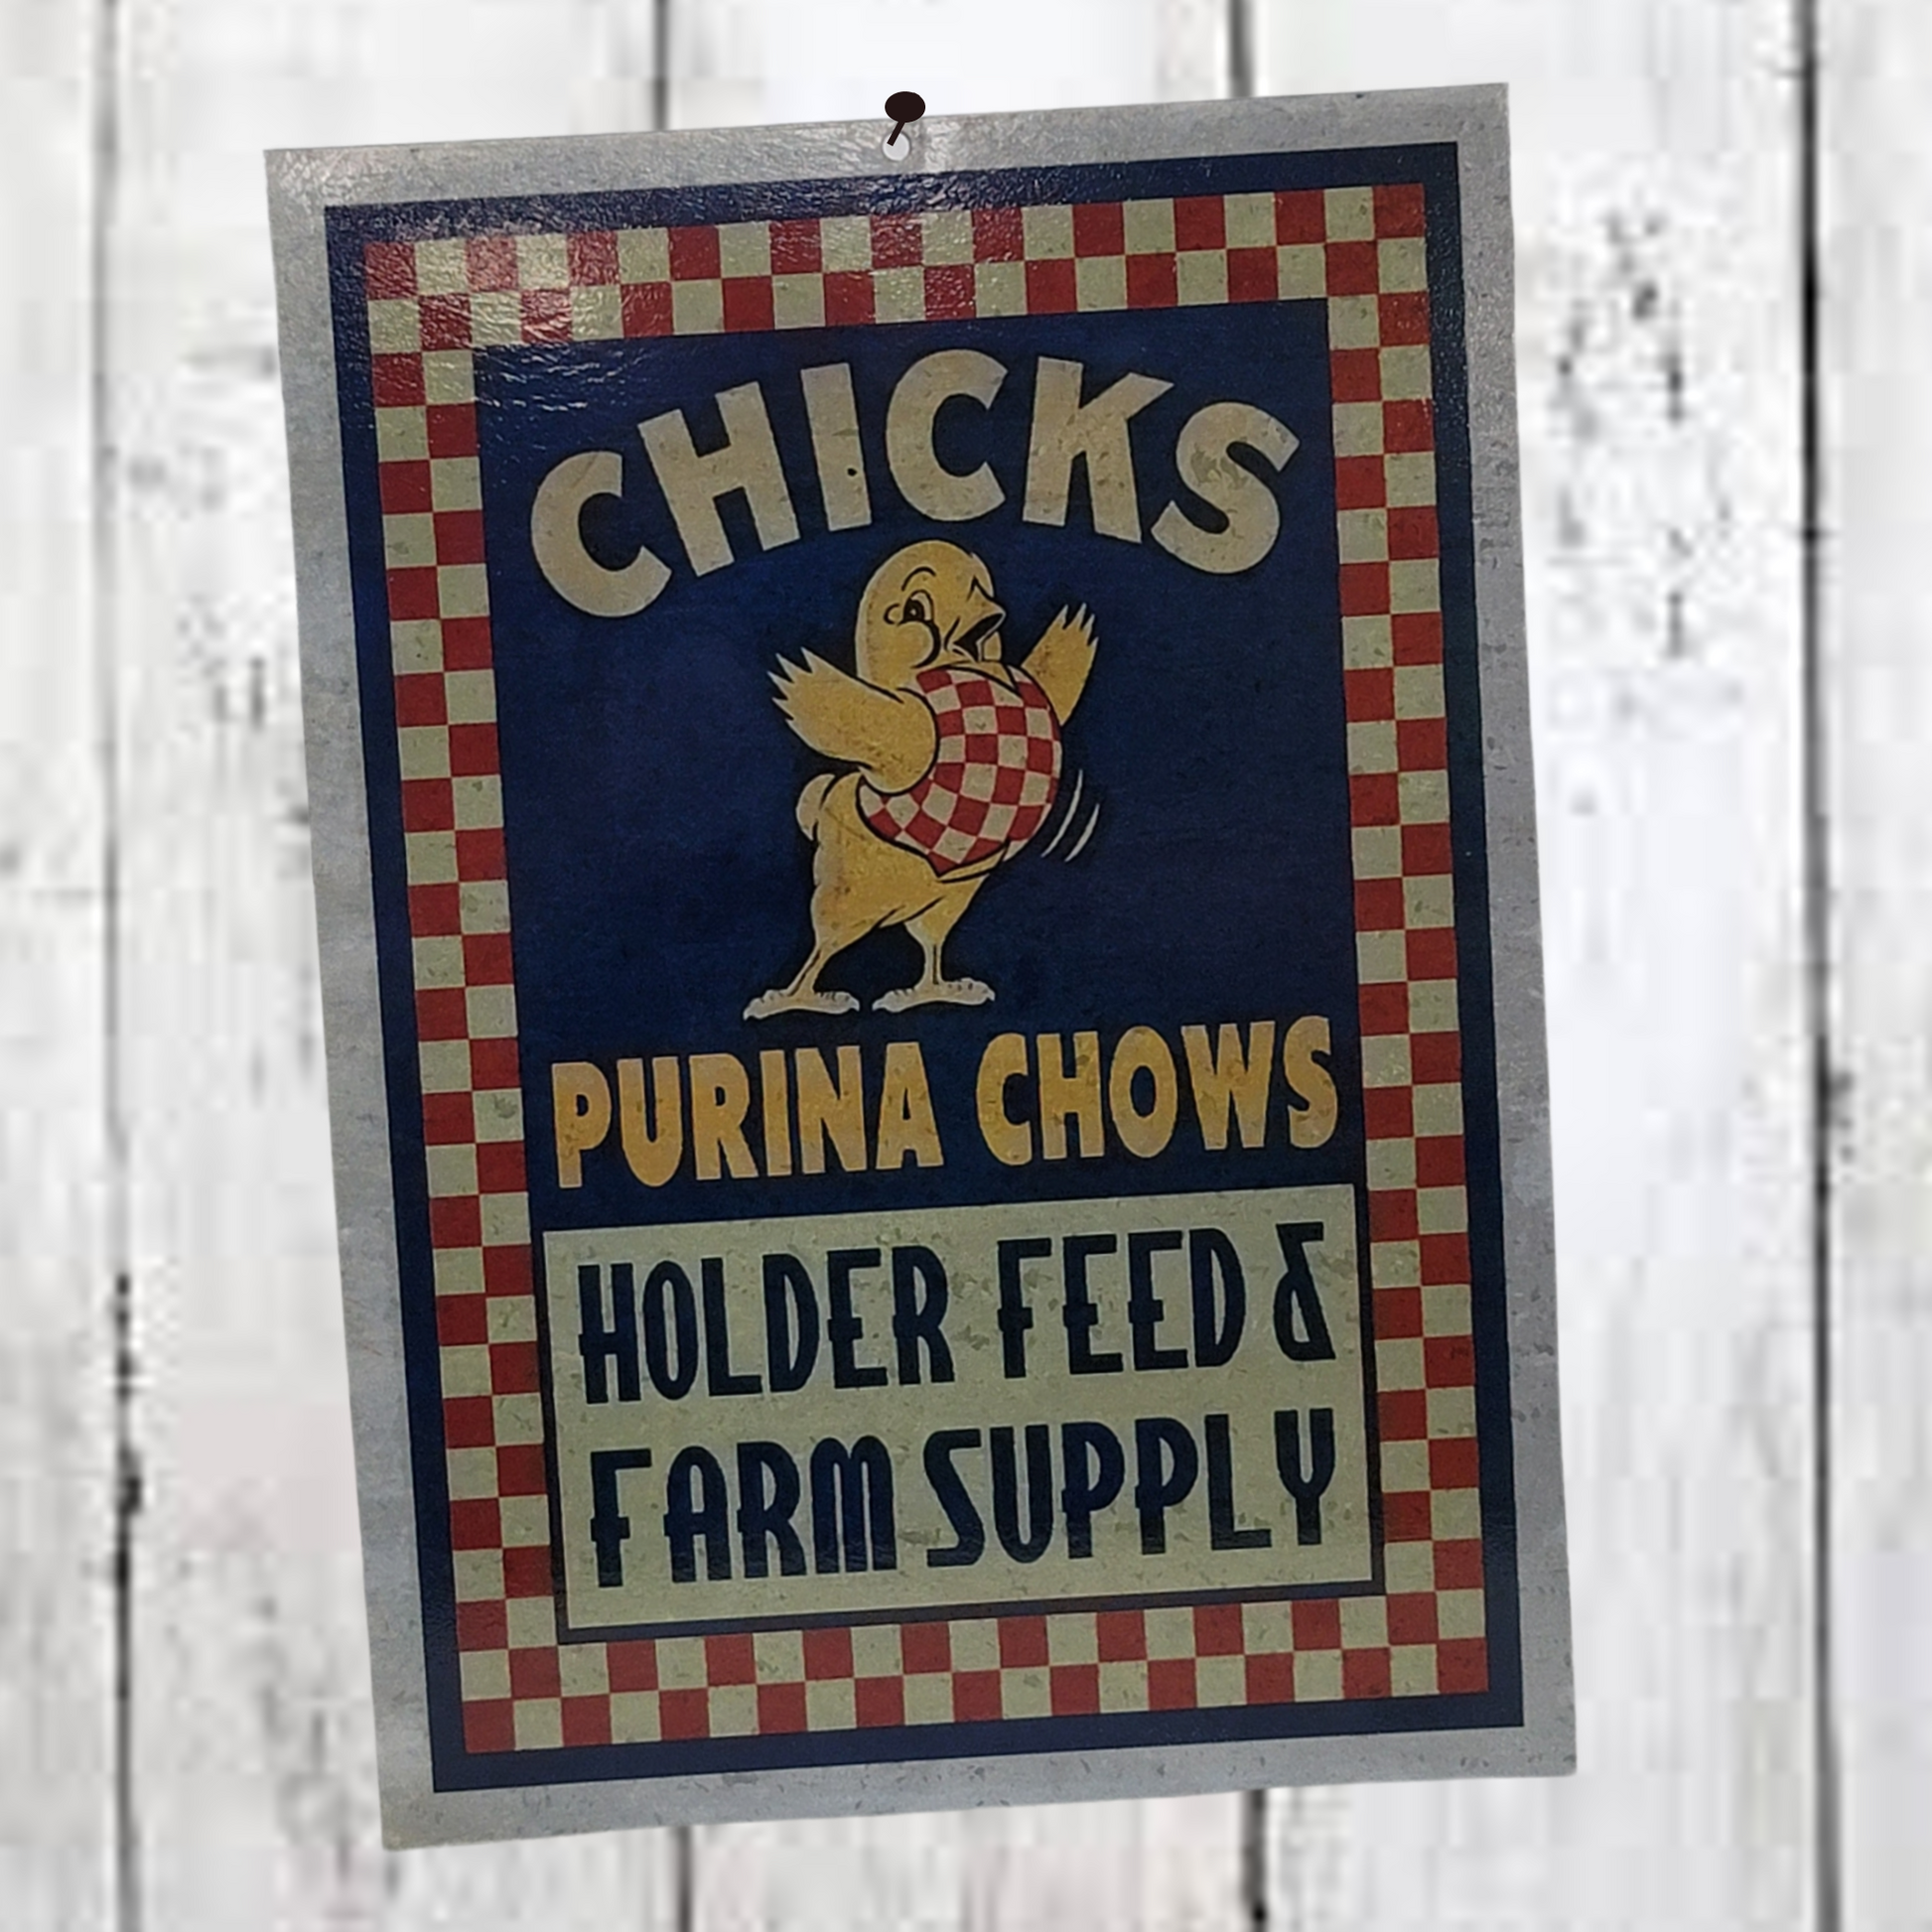 CHICKS
PURINA CHOWS
HOLDER FEED &
FARM SUPPLY